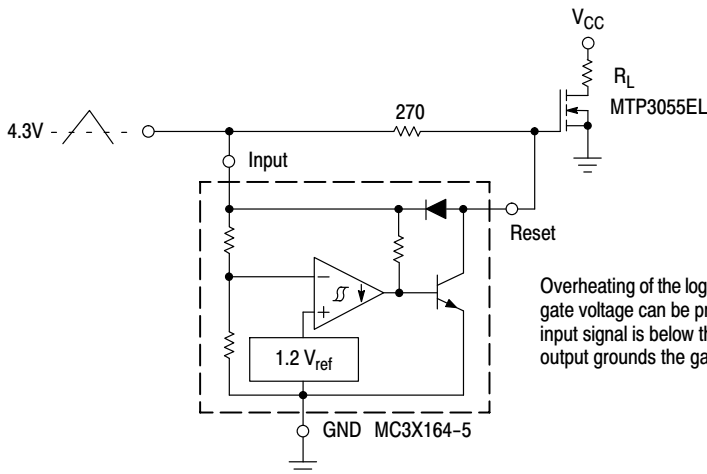 VCC
RL
MTP3055EL
270
4.3V
Input
Reset
Overheating of the log
gate voltage can be pr
input signal is below th
output grounds the ga
−
+
1.2 Vref
GND MC3X164-5